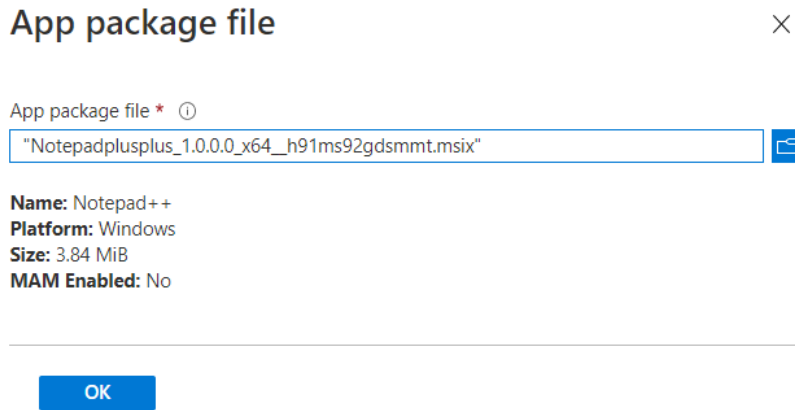 App package file
App package file *
"Notepadplusplus_1.0.0.0_x64__h91ms92gdsmmt.msix"
Name: Notepad++
Platform: Windows
Size: 3.84 MiB
MAM Enabled: No
OK